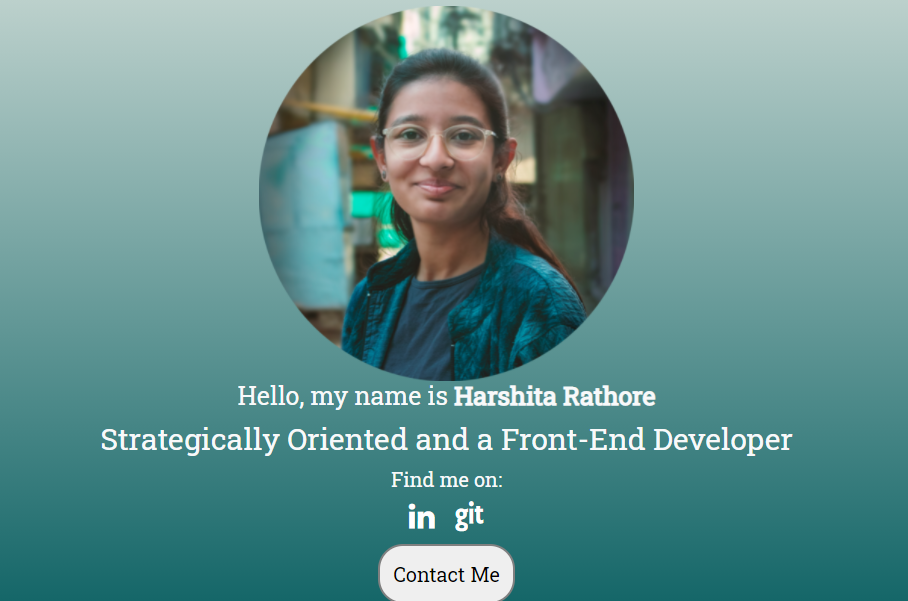 Hello, my name is Harshita Rathore
Strategically Oriented and a Front-End Developer
Find me on:
in git
Contact Me